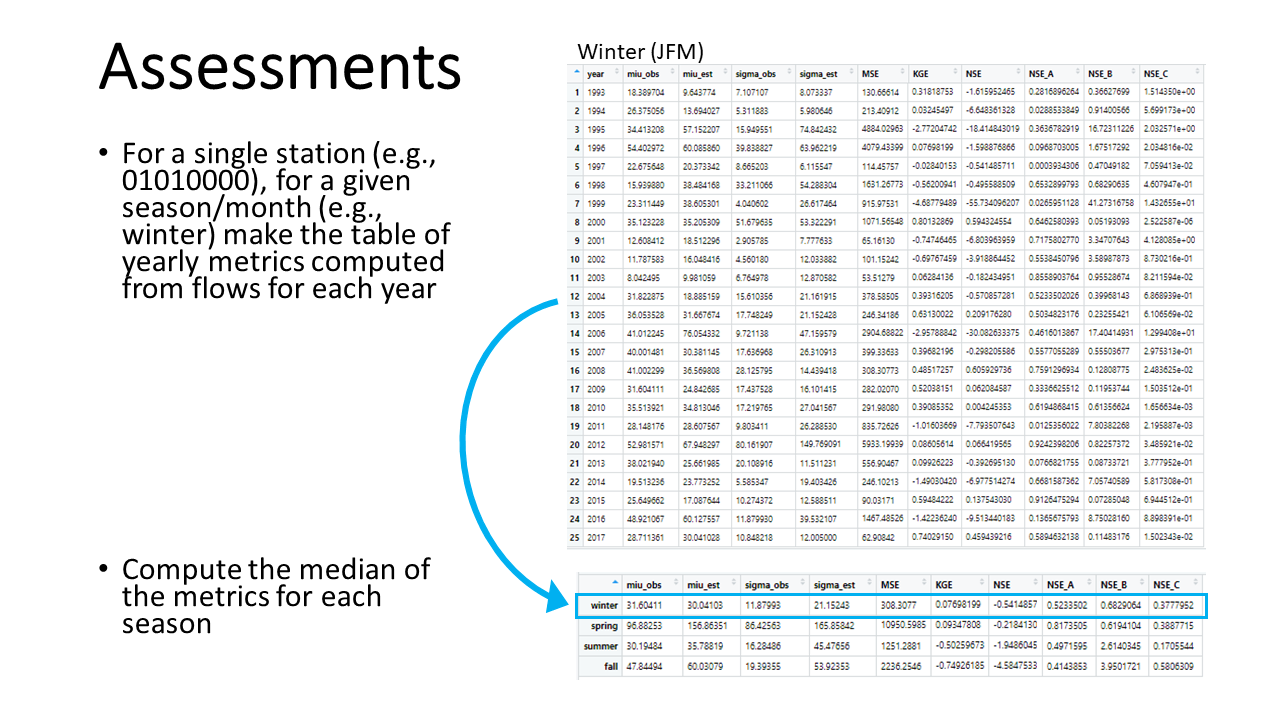 Assessments
Winter (JFM)
• For a single station (e.g.,
01010000), for a given
season/month (e.g.,
winter) make the table of
yearly metrics computed
from flows for each year
• Compute the median of
the metrics for each
season
year miu_obs miu_est sigma_obs sigma_est MSE KGE NSE NSE_A NSE_B NSE_C
1 1993 18.389704 9.643774 7.107107 8.073337 130.66614 0.31818753 -1.615952465 0.2816896264 0.36627699 1.514350e+00
2 1994 26.375056 13.694027 5.311883 5.980646 213.40912 0.03245497 -6.648361328 0.0288533849 0.91400566 5.699173e+00
3 1995 34.413208 57.152207 15.949551 74.842432 4884.02963 -2.77204742 -18.414843019 0.3636782919 16.72311226 2.032571e+00
4 1996 54.402972 60.085860 39.838827 63.962219 4079.43399 0.07698199 -1.598876866 0.0968703005 1.67517292 2.034816e-02
5 1997 22.675648 20.373342 8.665203 6.115547 114.45757 -0.02840153 -0.541485711 0.0003934306 0.47049182 7.059413e-02
6 1998 15.939880 38.484168 33.211066 54.288304 1631.26773 -0.56200941 -0.495588509 0.6532899793 0.68290635 4.607947e-01
7 1999 23.311449 38.605301 4.040602 26.617464 915.97531 -4.68779489 -55.734096207 0.0265951128 41.27316758 1.432655e+01
8 2000 35.123228 35.205309 51.679635 53.322291 1071.56548 0.80132869 0.594324554 0.6462580393 0.05193093 2.522587e-06
9 2001 12.608412 18.512296 2.905785 7.777633 65.16130 -0.74746465 -6.803963959 0.7175802770 3.34707643 4.128085e+00
10 2002 11.787583 16.048416 4.560180 12.033882 101.15242 -0.69767459 -3.918864452 0.5538450796 3.58987873 8.730216e-01
11 2003 8.042495 9.981059 6.764978 12.870582 53.51279 0.06284136 -0.182434951 0.8558903764 0.95528674 8.211594e-02
12 2004 31.822875 18.885159 15.610356 21.161915 378.58505 0.39316205 -0.570857281 0.5233502026 0.39968143 6.868939e-01
13 2005 36.053528 31.667674 17.748249 21.152428 246.34186 0.63130022 0.209176280 0.5034823176 0.23255421 6.106569e-02
14 2006 41.012245 76.054332 9.721138 47.159579 2904.68822 -2.95788842 -30.082633375 0.4616013867 17.40414931 1.299408e+01
15 2007 40.001481 30.381145 17.636968 26.310913 399.33633 0.39682196 -0.298205586 0.5577055289 0.55503677 2.975313e-01
16 2008 41.002299 36.569808 28.125795 14.439418 308.30773 0.48517257 0.605929736 0.7591296934 0.12808775 2.483625e-02
17 2009 31.604111 24.842685 17.437528 16.101415 282.02070 0.52038151 0.062084587 0.3336625512 0.11953744 1.503512e-01
18 2010 35.513921 34.813046 17.219765 27.041567 291.98080 0.39085352 0.004245353 0.6194868415 0.61356624 1.656634e-03
19 2011 28.148176 28.607567 9.803411 26.288530 835.72626 -1.01603669 -7.793507643 0.0125356022 7.80382268 2.195887e-03
20 2012 52.981571 67.948297 80.161907 149.769091 5933.19939 0.08605614 0.066419565 0.9242398206 0.82257372 3.485921e-02
21 2013 38.021940 25.661985 20.108916 11.511231 556.90467 0.09926223 -0.392695130 0.0766821755 0.08733721 3.777952e-01
22 2014 19.513236 23.773252 5.585347 19.403426 246.10213 -1.49030420 -6.977514274 0.6681587362 7.05740589 5.817308e-01
23 2015 25.649662 17.087644 10.274372 12.588511 90.03171 0.59484222 0.137543030 0.9126475294 0.07285048 6.944512e-01
24 2016 48.921067 60.127557 11.879930 39.532107 1467.48526 -1.42236240 -9.513440183 0.1365675793 8.75028160 8.898391e-01
25 2017 28.711361 30.041028 10.848218 12.005000 62.90842 0.74029150 0.459439216 0.5894632138 0.11483176 1.502342e-02
miu_obs miu_est sigma_obs sigma_est MSE KGE NSE NSE_A NSE_B NSE_C
winter 31.60411 30.04103 11.87993 21.15243 308.3077 0.07698199 -0.5414857 0.5233502 0.6829064 0.3777952
spring 96.88253 156.86351 86.42563 165.85842 10950.5985 0.09347808 -0.2184130 0.8173505 0.6194104 0.3887715
summer 30.19484 35.78819 16.28486 45.47656 1251.2881 -0.50259673 -1.9486045 0.4971595 2.6140345 0.1705544
fall 47.84494 60.03079 19.39355 53.92353 2236.2546 -0.74926185 -4.5847533 0.4143853 3.9501721 0.5806309